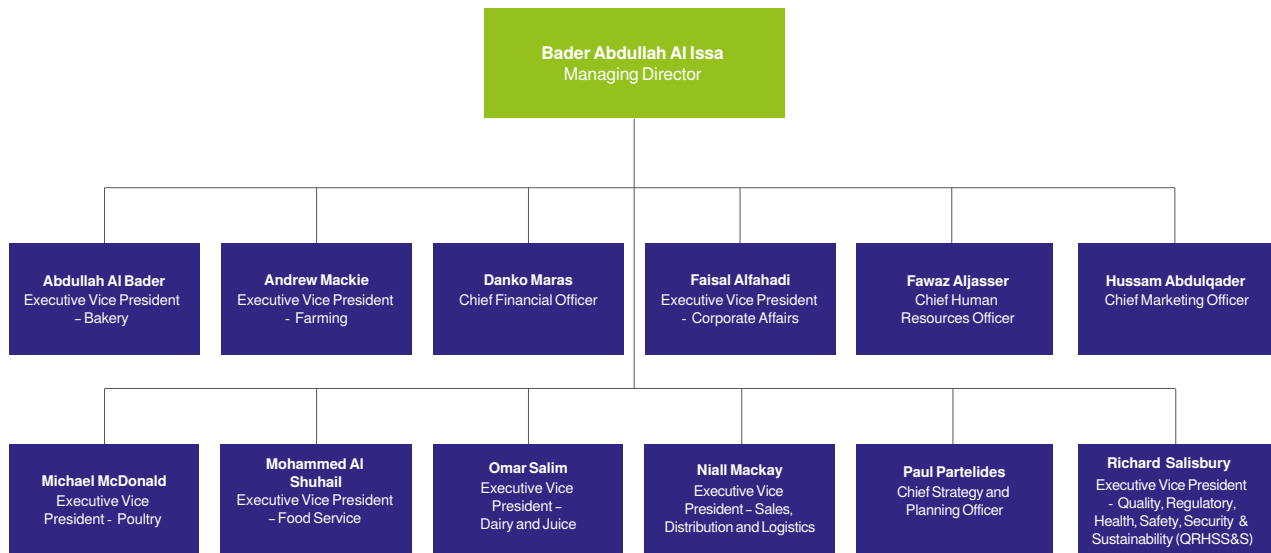 Bader Abdullah Al Issa
Managing Director
Abdullah Al Bader
Executive Vice President
– Bakery
Andrew Mackie
Executive Vice President
- Farming
Danko Maras
Chief Financial Officer
Faisal Alfahadi
Executive Vice President
- Corporate Affairs
Fawaz Aljasser
Chief Human
Resources Officer
Hussam Abdulqader
Chief Marketing Officer
Michael McDonald
Executive Vice
President - Poultry
Mohammed Al
Shuhail
Executive Vice President
– Food Service
Omar Salim
Executive Vice
President –
Dairy and Juice
Niall Mackay
Executive Vice
President – Sales,
Distribution and Logistics
Paul Partelides
Chief Strategy and
Planning Officer
Richard Salisbury
Executive Vice President
- Quality, Regulatory,
Health, Safety, Security &
Sustainability (QRHSS&S)